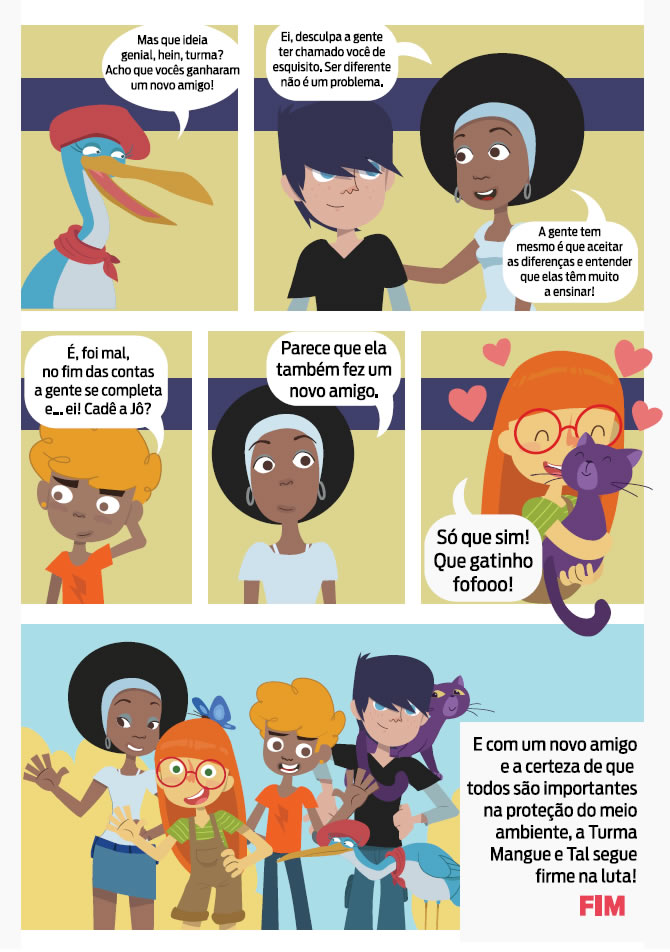 Mas que ideia
genial, hein, turma?
Acho que vocês ganharam
um novo amigo!
Ei, desculpa a gente
ter chamado você de
esquisito. Ser diferente
não é um problema.
A gente tem
mesmo é que aceitar
as diferenças e entender
que elas têm muito
a ensinar!
É, foi mal,
no fim das contas
a gente se completa
e... ei! Cadê a Jô?
Parece que ela
também fez um
novo amigo.
Só que sim!
Que gatinho
fofooo!
E com um novo amigo
e a certeza de que
todos são importantes
na proteção do meio
ambiente, a Turma
Mangue e Tal segue
firme na luta!
FIM